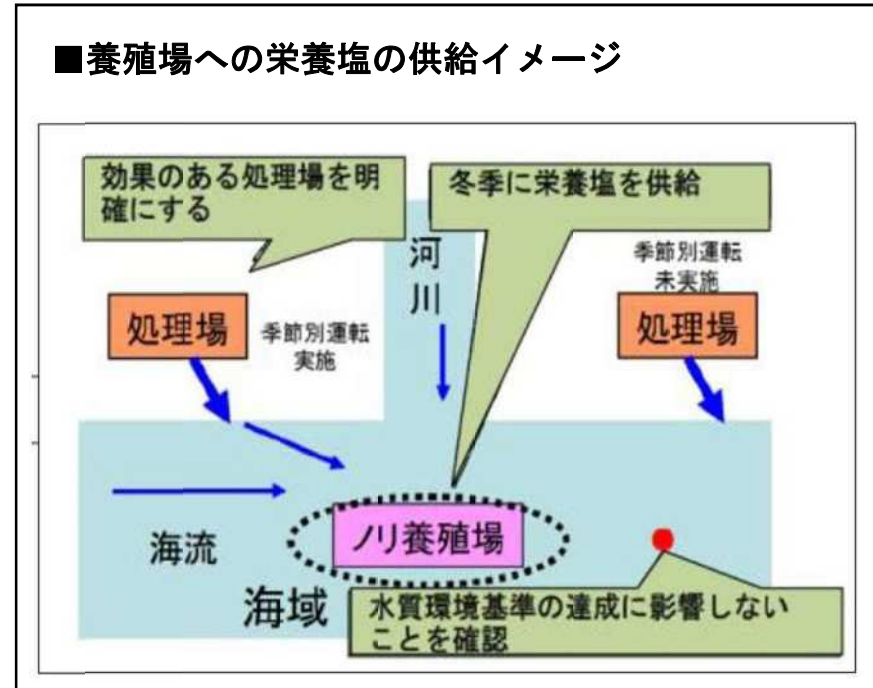 ■養殖場への栄養塩の供給イメージ
効果のある処理場を明
確にする
冬季に栄養塩を供給
河
川
季節別運転
未実施
処理場
季節別運転
実施
処理場
海流
ノリ養殖場
海域
水質環境基準の達成に影響しない
ことを確認